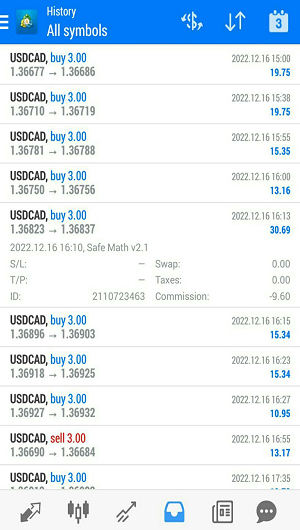 History
All symbols
3
USDCAD, buy 3.00 2022.12.16 15:00
1.36677 → 1.36686 19.75
USDCAD, buy 3.00 2022.12.16 15:38
1.36710 → 1.36719 19.75
USDCAD, buy 3.00 2022.12.16 15:55
1.36781 → 1.36788 15.35
USDCAD, buy 3.00 2022.12.16 16:00
1.36750 → 1.36756 13.16
USDCAD, buy 3.00 2022.12.16 16:13
1.36823 → 1.36837 30.69
2022.12.16 16:10, Safe Math v2.1
S/L: – Swap: 0.00
T/P: – Taxes: 0.00
ID: 2110723463 Commission: -9.60
USDCAD, buy 3.00 2022.12.16 16:15
1.36896 → 1.36903 15.34
USDCAD, buy 3.00 2022.12.16 16:23
1.36918 → 1.36925 15.34
USDCAD, buy 3.00 2022.12.16 16:27
1.36927 → 1.36932 10.95
USDCAD, sell 3.00 2022.12.16 16:55
1.36690 → 1.36684 13.17
USDCAD, buy 3.00 2022.12.16 17:35